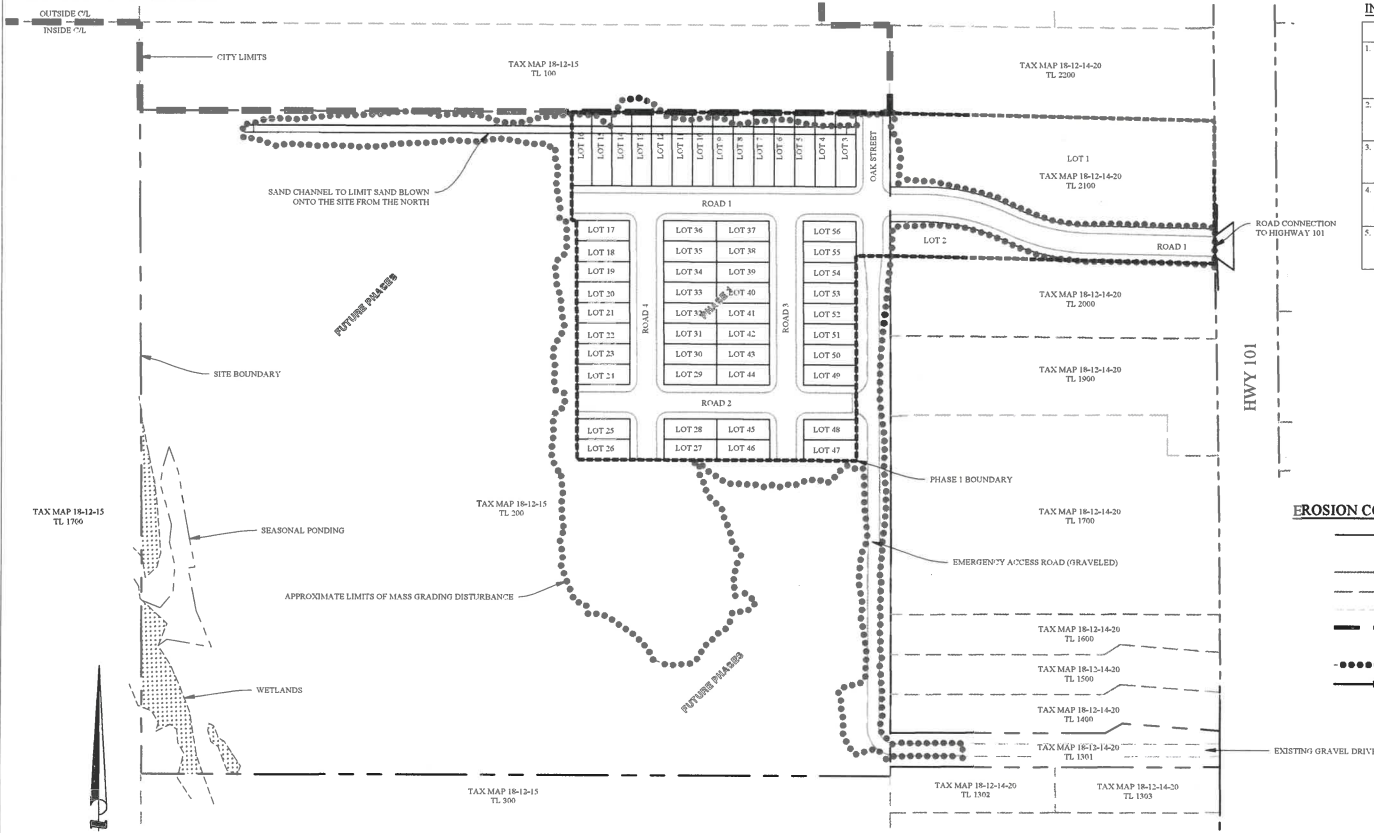 OUTSIDE C/L
INSIDE C/L
CITY LIMITS
TAX MAP 18-12-15
TL 100
TAX MAP 18-12-14-20
TL 2200
1.
2.
3.
4.
5.
LOT 16
LOT 15
LOT 14
LOT 13
LOT 12
LOT 11
LOT 10
LOT 9
LOT 8
LOT 7
LOT 6
LOT 5
LOT 4
LOT 3
OAK STREET
LOT 1
TAX MAP 18-12-14-20
TL 2100
SAND CHANNEL TO LIMIT SAND BLOWN
ONTO THE SITE FROM THE NORTH
ROAD 1
ROAD CONNECTION
TO HIGHWAY 101
LOT 2
ROAD 1
LOT 17
LOT 36
LOT 37
LOT 56
LOT 18
LOT 35
LOT 38
LOT 55
LOT 19
LOT 34
LOT 39
LOT 54
LOT 20
LOT 33
LOT 40
LOT 53
LOT 21
LOT 32
LOT 41
LOT 52
LOT 22
LOT 31
LOT 42
LOT 51
LOT 23
LOT 30
LOT 43
LOT 50
LOT 24
LOT 29
LOT 44
LOT 49
PHASE 1
ROAD 4
ROAD 3
FUTURE PHASES
TAX MAP 18-12-14-20
TL 2000
TAX MAP 18-12-14-20
TL 1900
HWY 101
SITE BOUNDARY
ROAD 2
LOT 25
LOT 28
LOT 45
LOT 48
LOT 26
LOT 27
LOT 46
LOT 47
PHASE 1 BOUNDARY
TAX MAP 18-12-15
TL 1700
TAX MAP 18-12-15
TL 200
TAX MAP 18-12-14-20
TL 1700
EROSION CO
SEASONAL PONDING
EMERGENCY ACCESS ROAD (GRAVELED)
APPROXIMATE LIMITS OF MASS GRADING DISTURBANCE
TAX MAP 18-12-14-20
TL 1600
TAX MAP 18-12-14-20
TL 1500
FUTURE PHASES
WETLANDS
TAX MAP 18-12-14-20
TL 1400
TAX MAP 18-12-14-20
TL 1301
EXISTING GRAVEL DRIVE
TAX MAP 18-12-15
TL 300
TAX MAP 18-12-14-20
TL 1302
TAX MAP 18-12-14-20
TL 1303